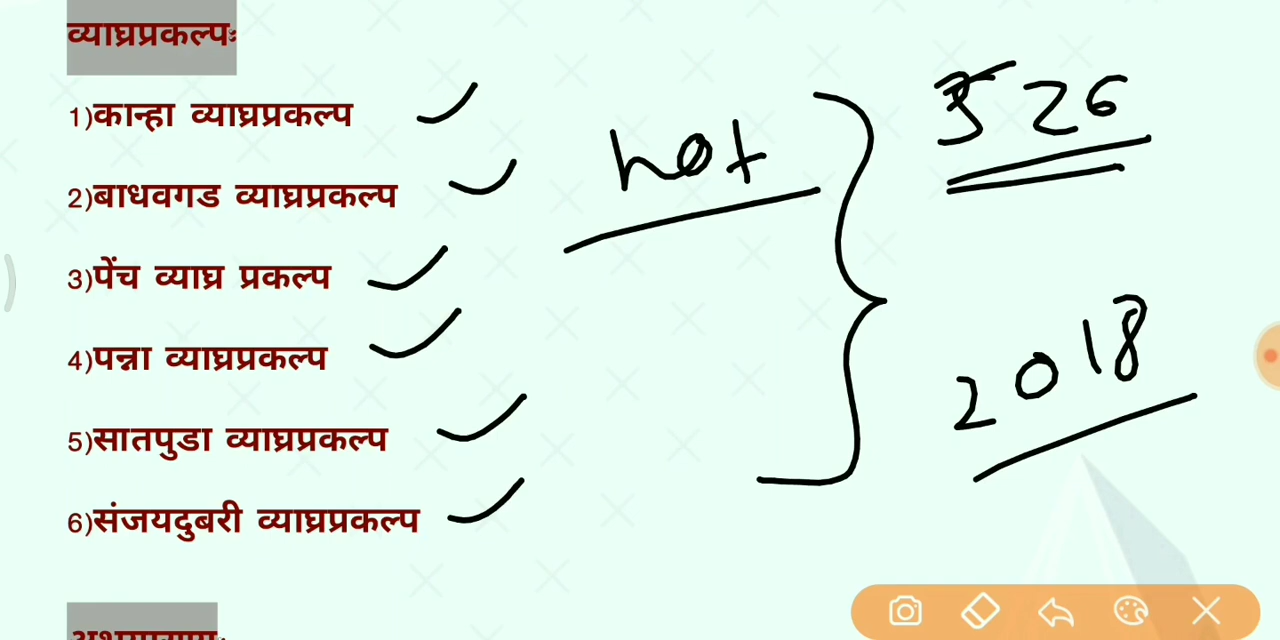 व्याघ्रप्रकल्पः
1)कान्हा व्याघ्रप्रकल्प
2)बाधवगड व्याघ्रप्रकल्प
3)पेंच व्याघ्र प्रकल्प
4)पन्ना व्याघ्रप्रकल्प
5)सातपुडा व्याघ्रप्रकल्प
6)संजयदुबरी व्याघ्रप्रकल्प
hot
526
2018